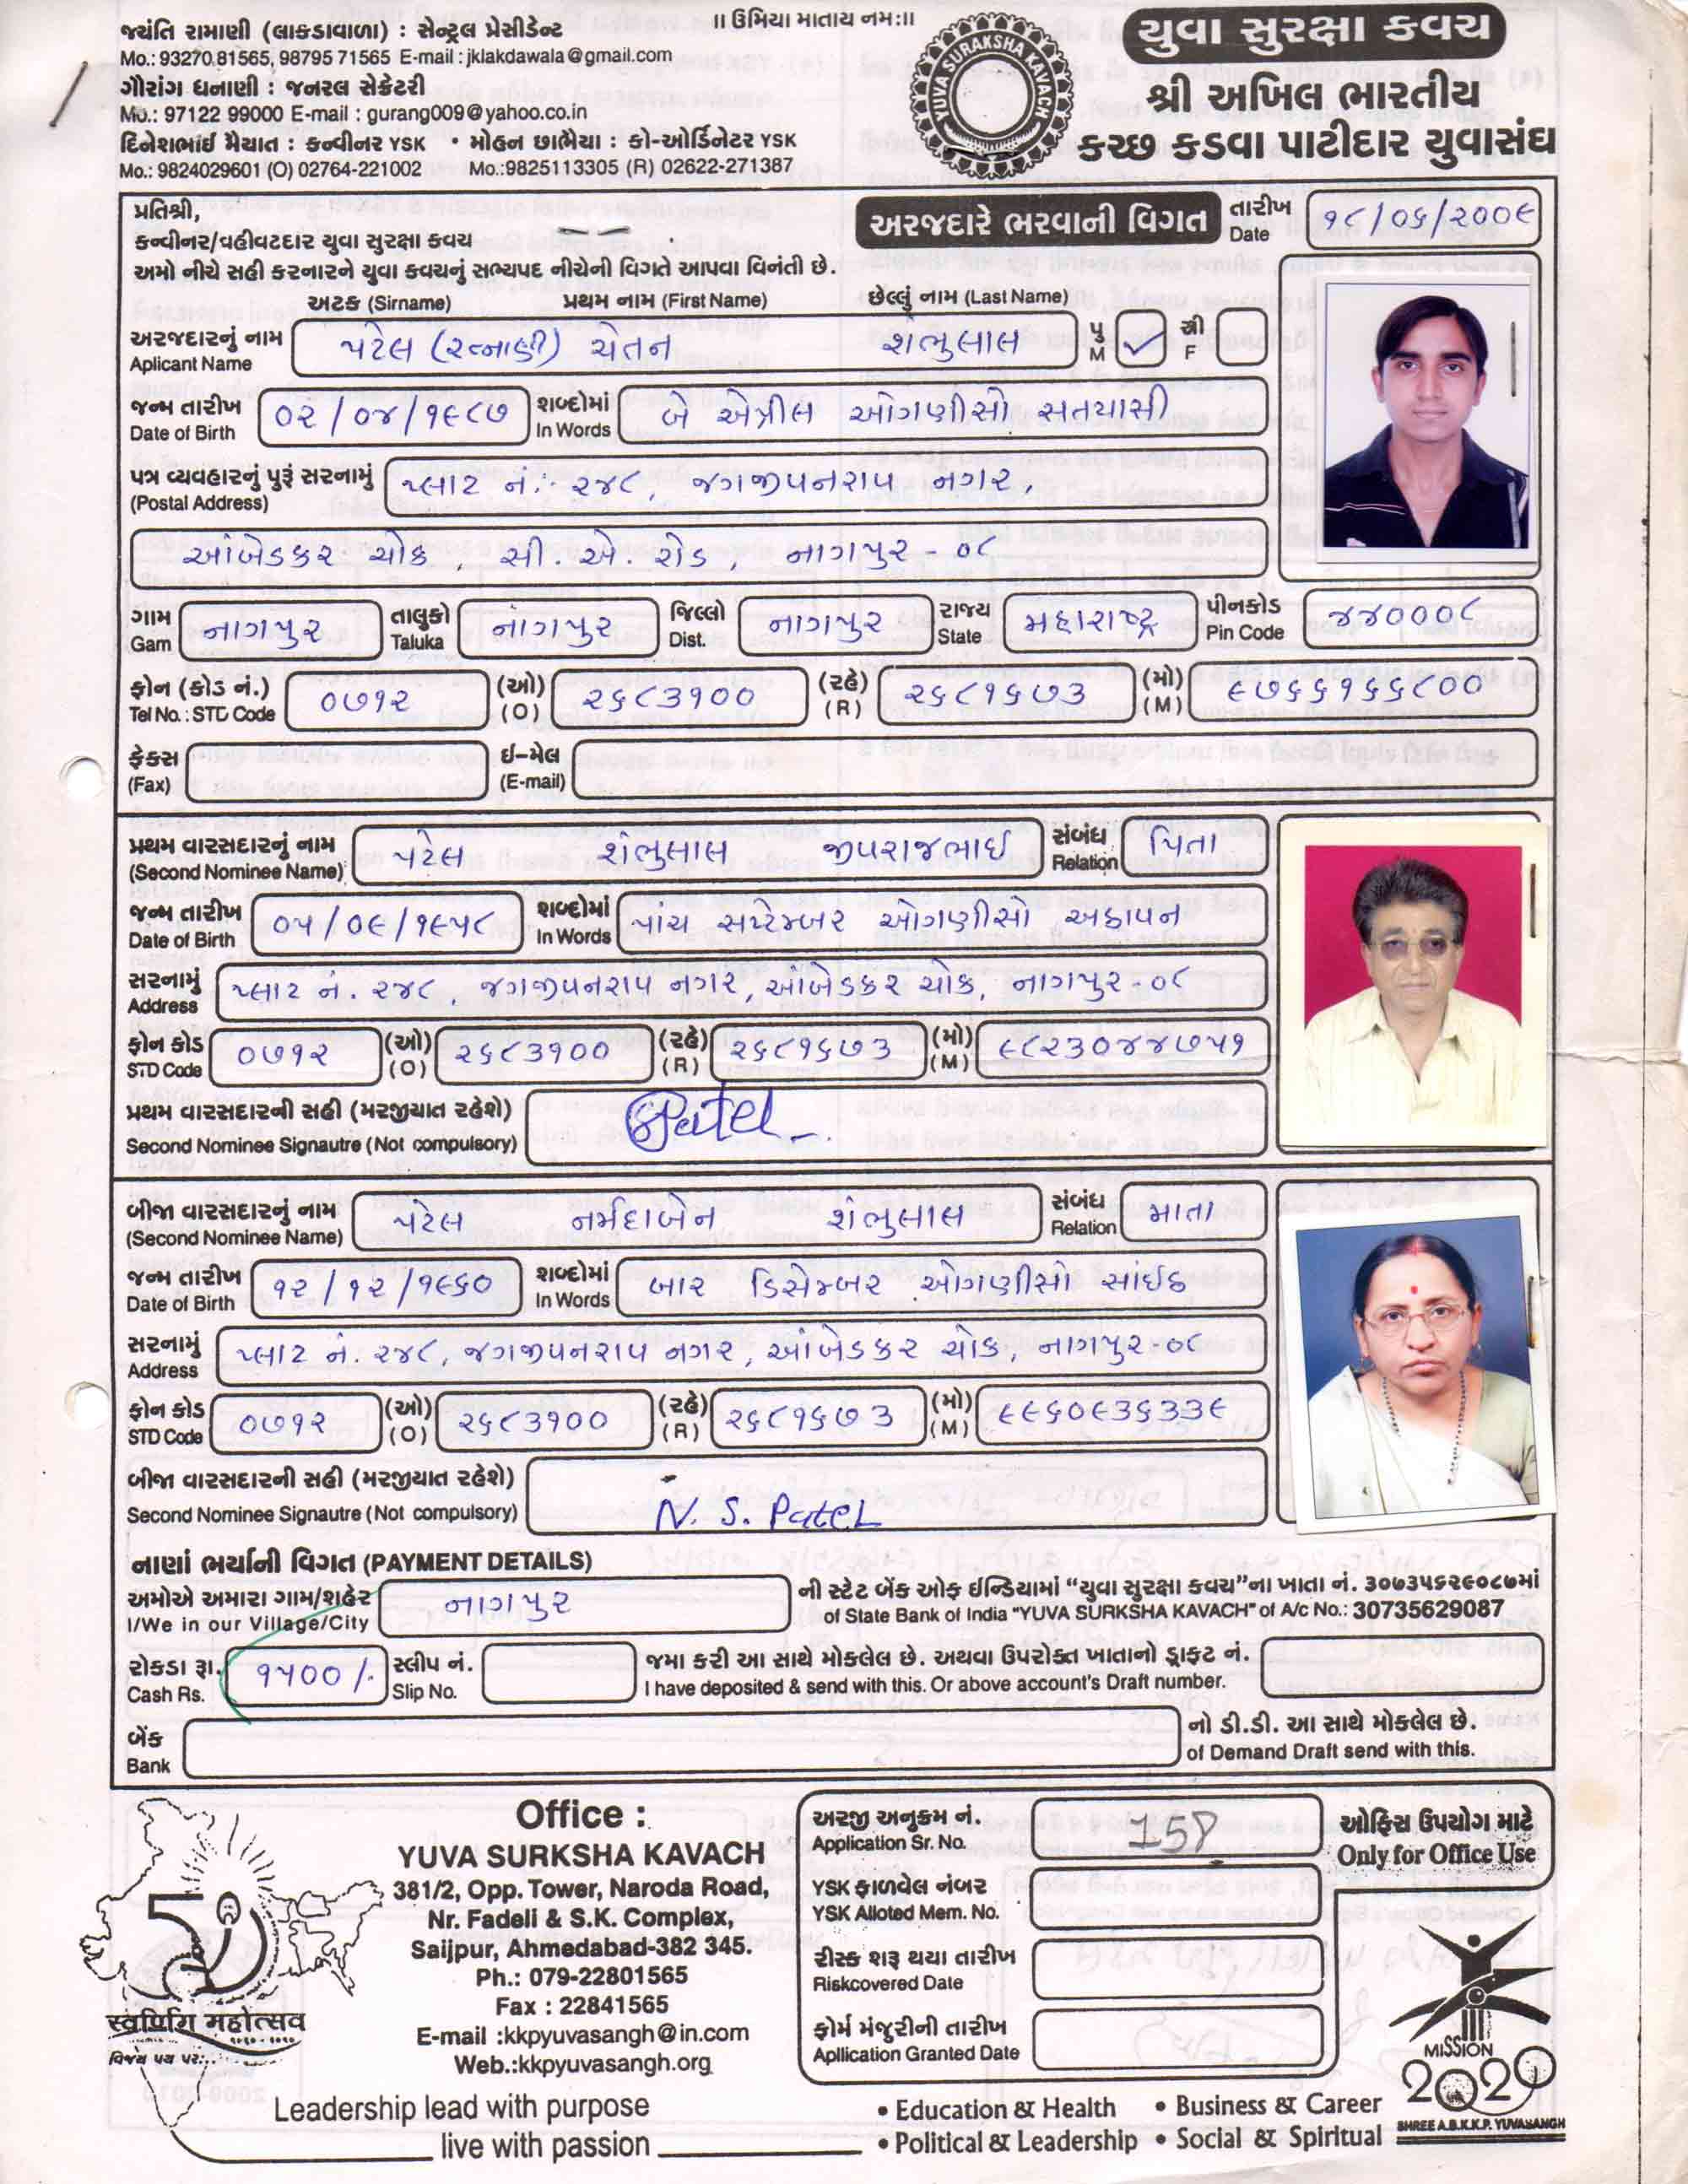 ॥ ઉમિયા માતાય નમઃ॥
જ્યંતિ રામાણી (લાકડાવાળા) : સેન્ટ્રલ પ્રેસીડેન્ટ
Mo.: 93270 81565, 98795 71565 E-mail : jklakdawala@gmail.com
ગૌરાંગ ધનાણી : જનરલ સેક્રેટરી
Mo.: 97122 99000 E-mail : gurang009@yahoo.co.in
દિનેશભાઇ મૈયાત : કન્વીનર YSK • મોહન છાભૈયા : કો-ઓર્ડિનેટર YSK
Mo.: 9824029601 (O) 02764-221002 Mo.:9825113305 (R) 02622-271387
YUVA SURAKSHA KAVACH
યુવા સુરક્ષા કવચ
શ્રી અખિલ ભારતીય
કચ્છ કડવા પાટીદાર યુવાસંઘ
પ્રતિશ્રી,
કન્વીનર/વહીવટદાર યુવા સુરક્ષા કવચ
અરજદારે ભરવાની વિગત
તારીખ Date ૧૮/૦૬/૨૦૦૯
અમો નીચે સહી કરનારને યુવા કવચનું સભ્યપદ નીચેની વિગતે આપવા વિનંતી છે.
અટક (Sirname) પ્રથમ નામ (First Name) છેલ્લું નામ (Last Name)
અરજદારનું નામ પટેલ (રત્નાણી) ચેતન શંભુલાલ પુ M ✓ સ્ત્રી F
Aplicant Name
જન્મ તારીખ ૦૨/૦૪/૧૯૮૭ શબ્દોમાં બે એપ્રીલ ઓગણીસો સતયાસી
Date of Birth In Words
પત્ર વ્યવહારનું પુરૂં સરનામું પ્લાટ નં. ૨૪૮, જગજીવનરામ નગર,
(Postal Address)
આંબેડકર ચોક, સી. એ. રોડ, નાગપુર - ૦૮
ગામ નાગપુર તાલુકો નાગપુર જિલ્લો નાગપુર રાજ્ય મહારાષ્ટ્ર પીનકોડ ૪૪૦૦૦૮
Gam Taluka Dist. State Pin Code
ફોન (કોડ નં.) ૦૭૧૨ (ઓ) ૨૬૮૩૧૦૦ (રહે) ૨૬૮૧૬૭૩ (મો) ૯૭૬૬૧૬૬૮૦૦
Tel No. : STD Code (O) (R) (M)
ફેકસ ઈ-મેલ
(Fax) (E-mail)
પ્રથમ વારસદારનું નામ પટેલ શંભુલાલ જીવરાજભાઈ સંબંધ પિતા
(Second Nominee Name) Relation
જન્મ તારીખ ૦૫/૦૯/૧૯૫૮ શબ્દોમાં પાચ સપ્ટેમ્બર ઓગણીસો અઠાવન
Date of Birth In Words
સરનામું પ્લાટ નં. ૨૪૮, જગજીવનરામ નગર, આંબેડકર ચોક, નાગપુર-૦૮
Address
ફોન કોડ ૦૭૧૨ (ઓ) ૨૬૮૩૧૦૦ (રહે) ૨૬૮૧૬૭૩ (મો) ૯૮૨૩૦૪૪૭૫૧
STD Code (O) (R) (M)
પ્રથમ વારસદારની સહી (મરજીયાત રહેશે) Patel
Second Nominee Signautre (Not compulsory)
બીજા વારસદારનું નામ પટેલ નર્મદાબેન શંભુલાલ સંબંધ માતા
(Second Nominee Name) Relation
જન્મ તારીખ ૧૨/૧૨/૧૯૬૦ શબ્દોમાં બાર ડિસેમ્બર ઓગણીસો સાંઈઠ
Date of Birth In Words
સરનામું પ્લાટ નં. ૨૪૮, જગજીવનરામ નગર, આંબેડકર ચોક, નાગપુર-૦૮
Address
ફોન કોડ ૦૭૧૨ (ઓ) ૨૬૮૩૧૦૦ (રહે) ૨૬૮૧૬૭૩ (મો) ૯૯૬૦૯૩૬૩૩૯
STD Code (O) (R) (M)
બીજા વારસદારની સહી (મરજીયાત રહેશે)
Second Nominee Signautre (Not compulsory) N. S. Patel
નાણાં ભર્યાની વિગત (PAYMENT DETAILS)
અમોએ અમારા ગામ/શહેર નાગપુર ની સ્ટેટ બેંક ઓફ ઈન્ડિયામાં "યુવા સુરક્ષા કવચ"ના ખાતા નં. ૩૦૭૩૫૬૨૯૦૮૭માં
I/We in our Village/City of State Bank of India "YUVA SURKSHA KAVACH" of A/c No.: 30735629087
રોકડા રૂા. ૧૫૦૦/. સ્લીપ નં. જમા કરી આ સાથે મોકલેલ છે. અથવા ઉપરોક્ત ખાતાનો ડ્રાફ્ટ નં.
Cash Rs. Slip No. I have deposited & send with this. Or above account's Draft number.
બેંક નો ડી.ડી. આ સાથે મોકલેલ છે.
Bank of Demand Draft send with this.
Office :
YUVA SURKSHA KAVACH
381/2, Opp. Tower, Naroda Road,
Nr. Fadeli & S.K. Complex,
Saijpur, Ahmedabad-382 345.
Ph.: 079-22801565
Fax : 22841565
E-mail :kkpyuvasangh@in.com
Web.:kkpyuvasangh.org
અરજી અનુક્રમ નં. 158 ઓફિસ ઉપયોગ માટે
Application Sr. No. Only for Office Use
YSK ફાળવેલ નંબર
YSK Alloted Mem. No.
રીસ્ક શરૂ થયા તારીખ
Riskcovered Date
ફોર્મ મંજુરીની તારીખ
Apllication Granted Date
50
स्वर्णिम महोत्सव
વિજય પથ પર...
MISSION
2020
SHREE A.B.K.K.P. YUVASANGH
Leadership lead with purpose
live with passion
• Education & Health • Business & Career
• Political & Leadership • Social & Spiritual